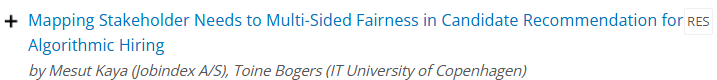 + Mapping Stakeholder Needs to Multi-Sided Fairness in Candidate Recommendation for RES
Algorithmic Hiring
by Mesut Kaya (Jobindex A/S), Toine Bogers (IT University of Copenhagen)